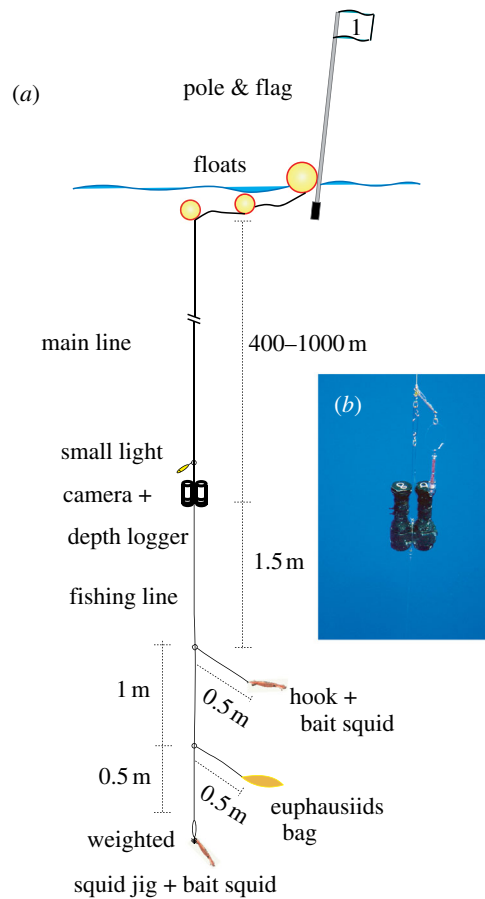 1
(a)
pole & flag
floats
main line
400–1000 m
(b)
small light
camera +
depth logger
1.5 m
fishing line
1 m
0.5 m
hook +
bait squid
0.5 m
0.5 m
euphausiids
bag
weighted
squid jig + bait squid